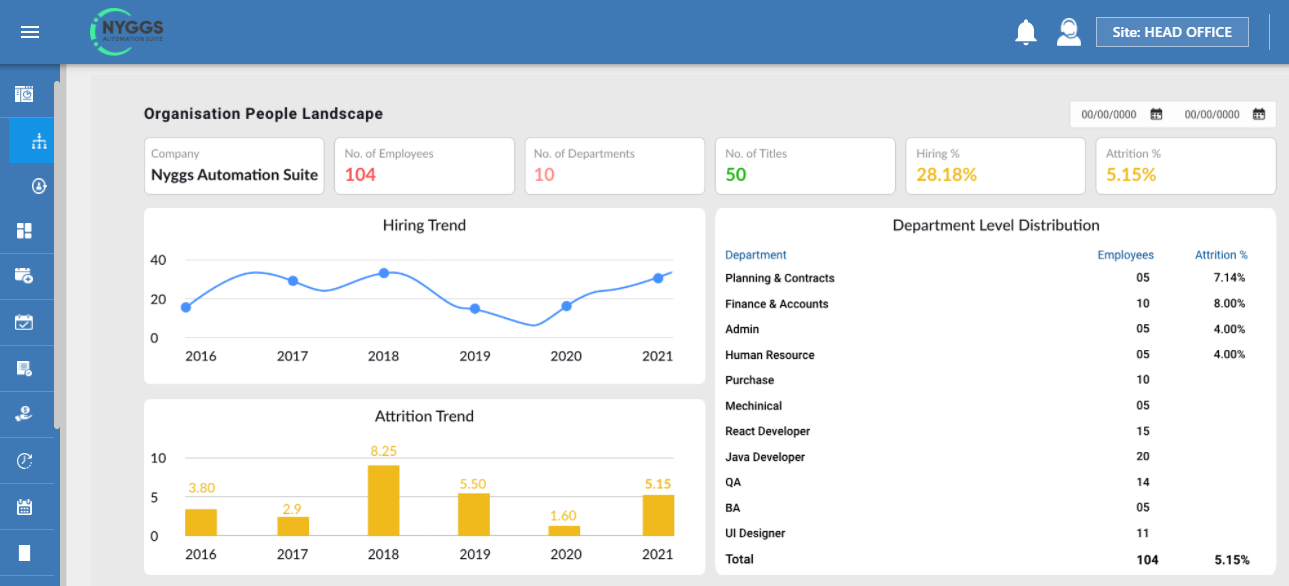 NYGGS
AUTOMATION SUITE
Site: HEAD OFFICE
Organisation People Landscape
00/00/0000 00/00/0000
Company
Nyggs Automation Suite
No. of Employees
104
No. of Departments
10
No. of Titles
50
Hiring %
28.18%
Attrition %
5.15%
Hiring Trend
40
20
0
2016 2017 2018 2019 2020 2021
Attrition Trend
10
5
0
3.80 2.9 8.25 5.50 1.60 5.15
2016 2017 2018 2019 2020 2021
Department Level Distribution
Department Employees Attrition %
Planning & Contracts 05 7.14%
Finance & Accounts 10 8.00%
Admin 05 4.00%
Human Resource 05 4.00%
Purchase 10
Mechinical 05
React Developer 15
Java Developer 20
QA 14
BA 05
UI Designer 11
Total 104 5.15%